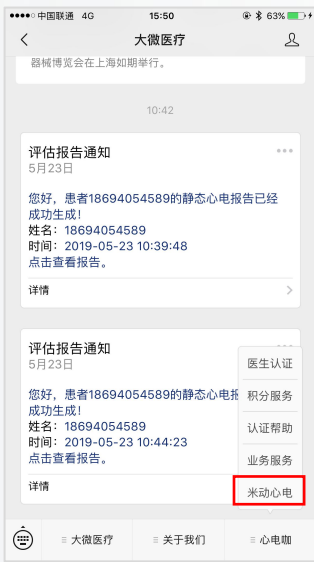 中国联通 4G 15:50 63%
大微医疗
器械博览会在上海如期举行。
10:42
评估报告通知
5月23日
您好，患者18694054589的静态心电报告已经
成功生成！
姓名：18694054589
时间：2019-05-23 10:39:48
点击查看报告。
详情
评估报告通知
5月23日
您好，患者18694054589的静态心电报
成功生成！
姓名：18694054589
时间：2019-05-23 10:44:23
点击查看报告。
详情
医生认证
积分服务
认证帮助
业务服务
米动心电
大微医疗 关于我们 心电咖